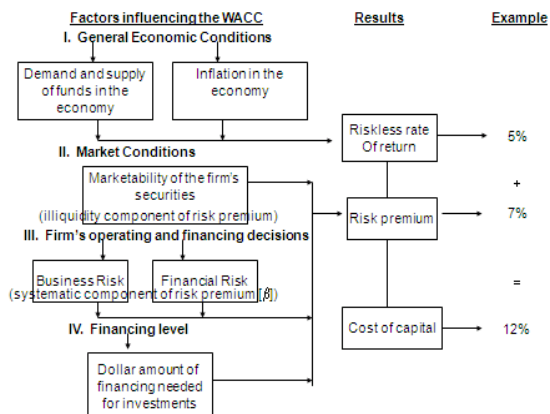 Factors influencing the WACC
Results
Example
I. General Economic Conditions
Demand and supply
of funds in the
economy
Inflation in the
economy
Riskless rate
Of return
5%
II. Market Conditions
Marketability of the firm's
securities
(illiquidity component of risk premium)
+
Risk premium
7%
III. Firm's operating and financing decisions
Business Risk
Financial Risk
(systematic component of risk premium [β])
=
IV. Financing level
Cost of capital
12%
Dollar amount of
financing needed
for investments